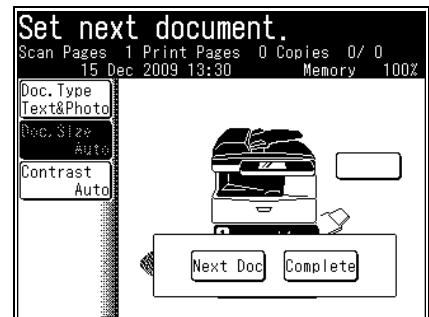 Set next document.
Scan Pages 1 Print Pages 0 Copies 0/ 0
15 Dec 2009 13:30 Memory 100%
Doc.Type
Text&Photo
Doc.Size
Auto
Contrast
Auto
Next Doc Complete